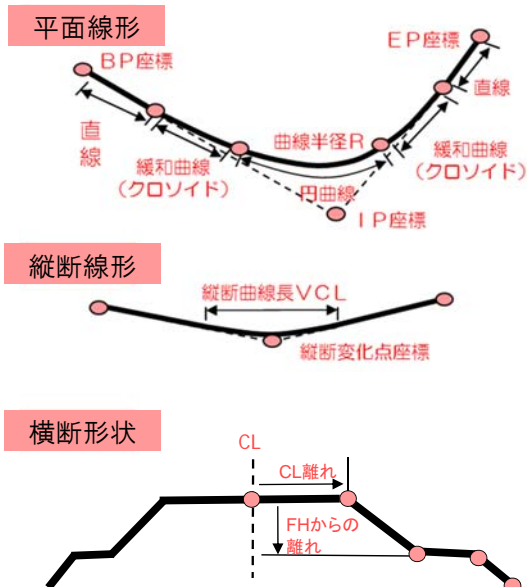 平面線形
BP座標
EP座標
直線
直線
曲線半径R
緩和曲線
(クロソイド)
緩和曲線
(クロソイド)
円曲線
IP座標
縦断線形
縦断曲線長VCL
縦断変化点座標
横断形状
CL
CL離れ
FHからの
離れ